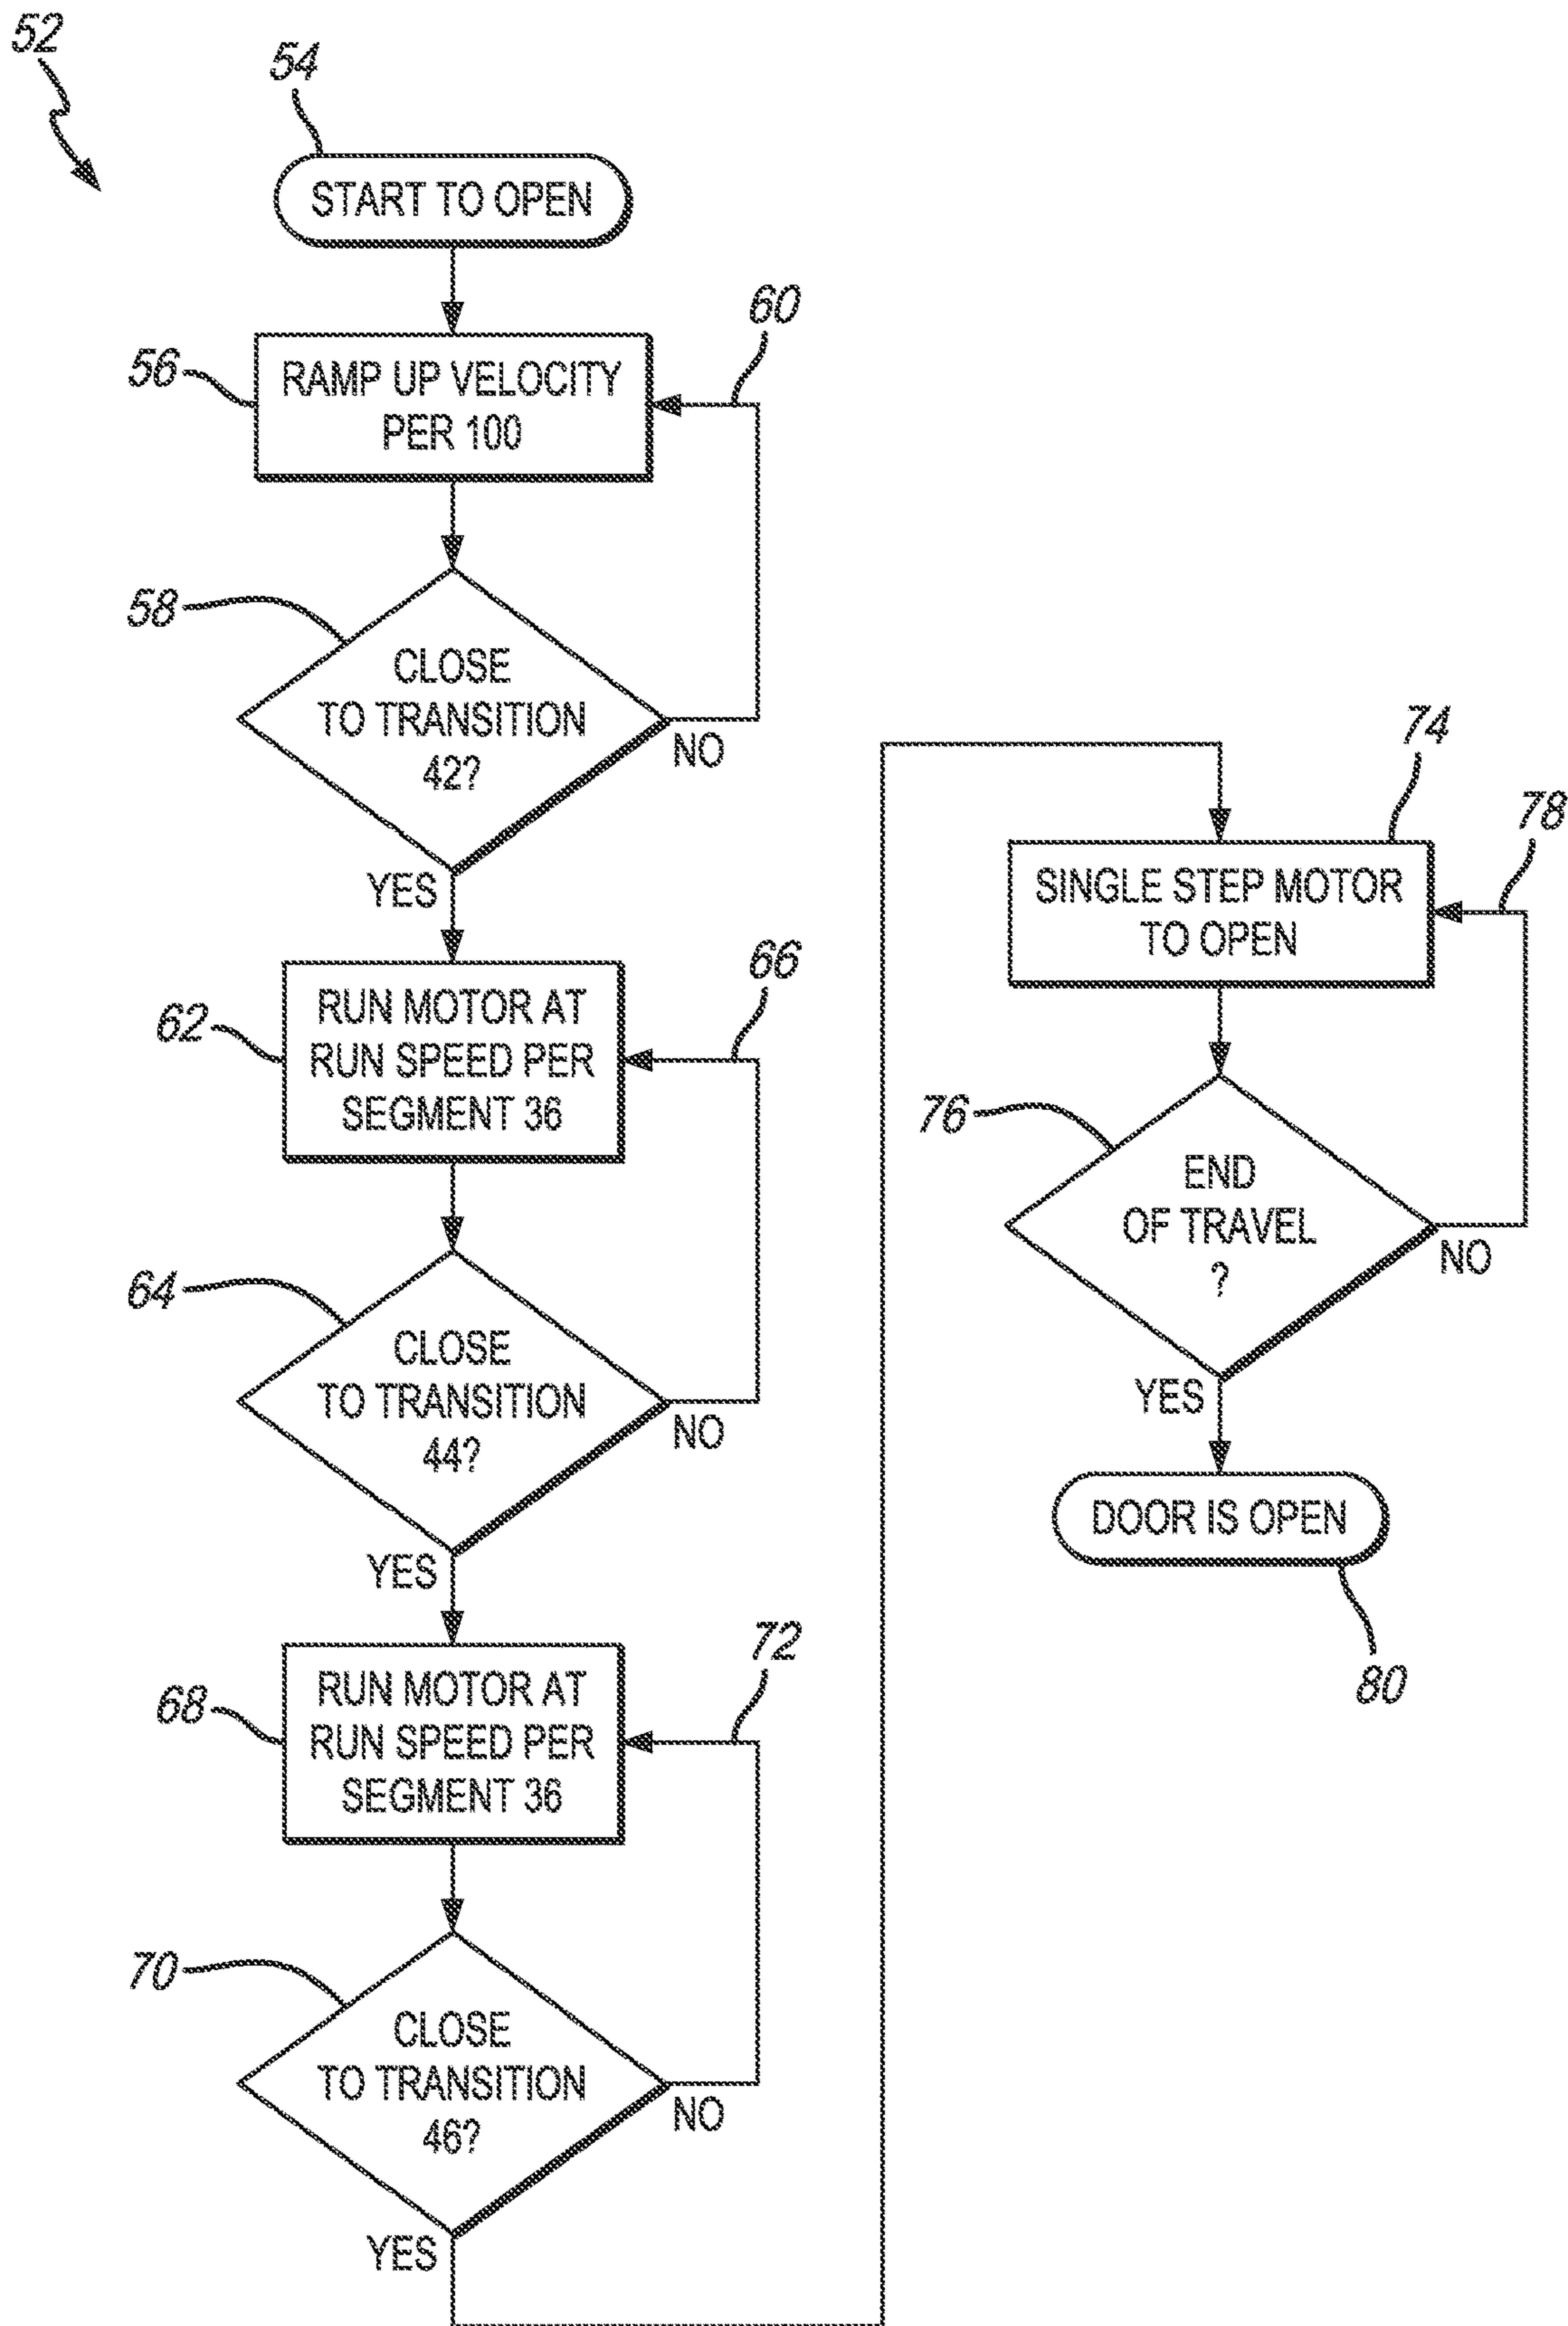 52
54
START TO OPEN
60
56
RAMP UP VELOCITY
PER 100
58
CLOSE
TO TRANSITION
42?
NO
YES
66
62
RUN MOTOR AT
RUN SPEED PER
SEGMENT 36
64
CLOSE
TO TRANSITION
44?
NO
YES
72
68
RUN MOTOR AT
RUN SPEED PER
SEGMENT 36
70
CLOSE
TO TRANSITION
46?
NO
YES
74
78
SINGLE STEP MOTOR
TO OPEN
76
END
OF TRAVEL
?
NO
YES
DOOR IS OPEN
80